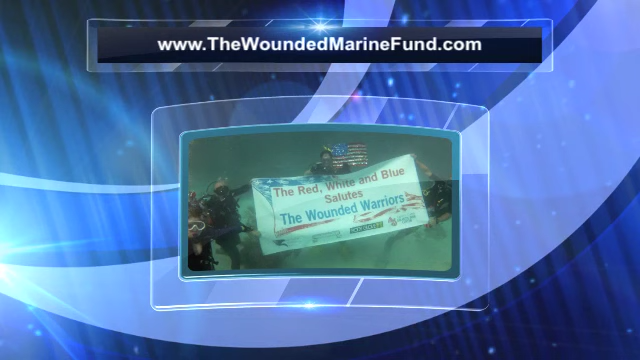 www.TheWoundedMarineFund.com
The Red, White and Blue
Salutes
The Wounded Warriors